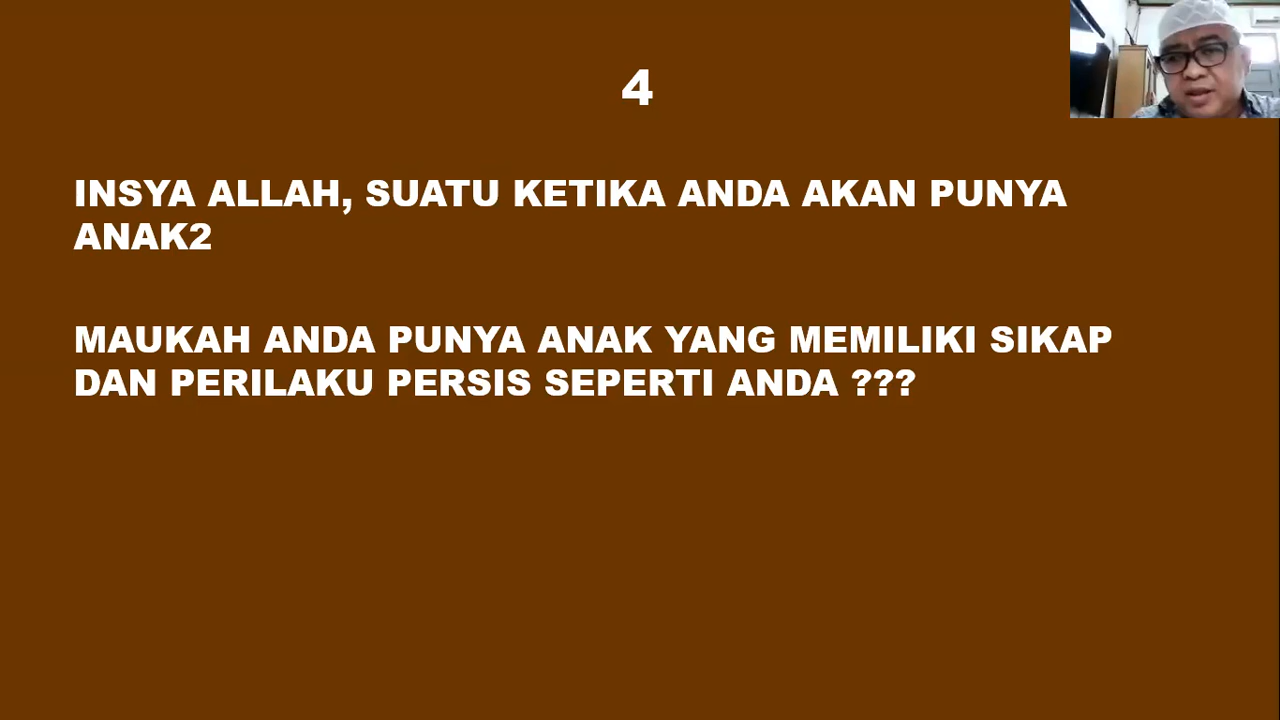 4
INSYA ALLAH, SUATU KETIKA ANDA AKAN PUNYA
ANAK2
MAUKAH ANDA PUNYA ANAK YANG MEMILIKI SIKAP
DAN PERILAKU PERSIS SEPERTI ANDA ???